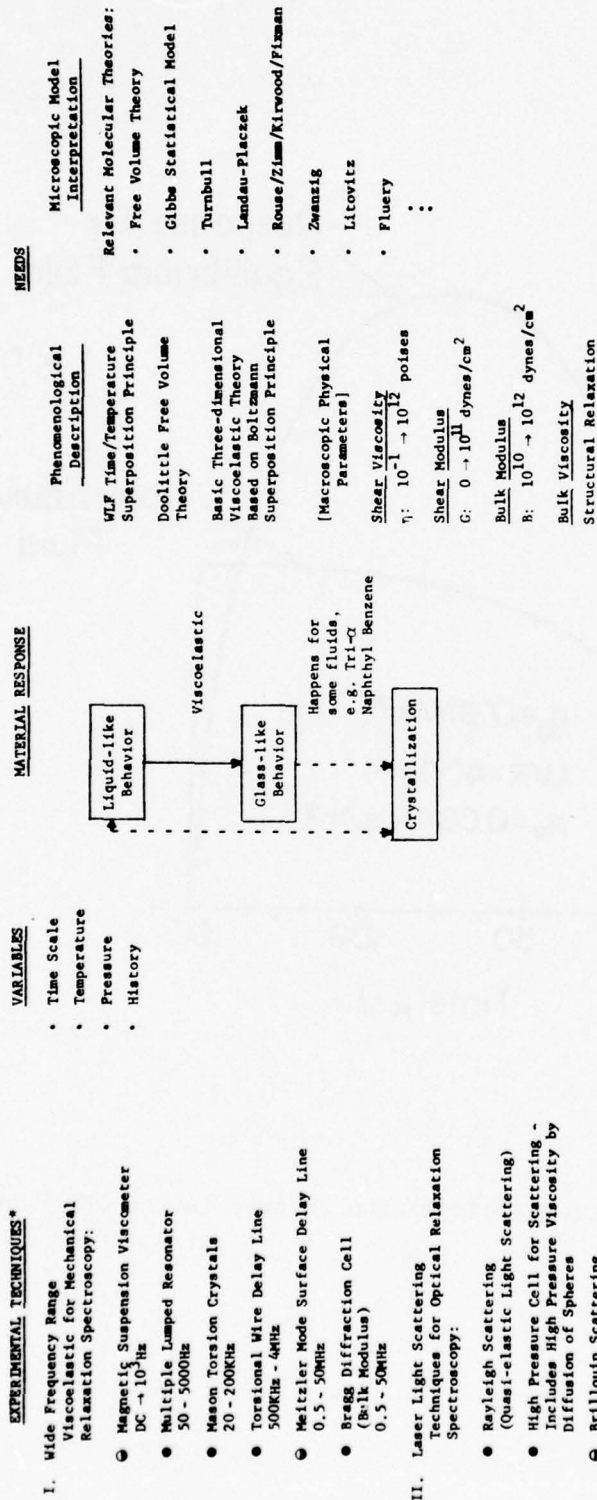 EXPERIMENTAL TECHNIQUES*
I. Wide Frequency Range
Viscoelastic for Mechanical
Relaxation Spectroscopy:
Magnetic Suspension Viscometer
DC → 10³Hz
● Multiple Lumped Resonator
50 - 5000Hz
● Mason Torsion Crystals
20 - 200KHz
● Torsional Wire Delay Line
500KHz - 4MHz
Meitzler Mode Surface Delay Line
0.5 - 50MHz
● Bragg Diffraction Cell
(Bulk Modulus)
0.5 - 50MHz
II. Laser Light Scattering
Techniques for Optical Relaxation
Spectroscopy:
● Rayleigh Scattering
(Quasi-elastic Light Scattering)
● High Pressure Cell for Scattering -
Includes High Pressure Viscosity by
Diffusion of Spheres
Brillouin Scattering
VARIABLES
· Time Scale
· Temperature
· Pressure
· History
MATERIAL RESPONSE
Liquid-like
Behavior
Viscoelastic
Glass-like
Behavior
Happens for
some fluids,
e.g. Tri-α
Naphthyl Benzene
Crystallization
NEEDS
Phenomenological
Description
WLF Time/Temperature
Superposition Principle
Doolittle Free Volume
Theory
Basic Three-dimensional
Viscoelastic Theory
Based on Boltzmann
Superposition Principle
[Macroscopic Physical
Parameters]
Shear Viscosity
η: 10⁻¹ → 10¹² poises
Shear Modulus
G: 0 → 10¹¹ dynes/cm²
Bulk Modulus
B: 10¹⁰ → 10¹² dynes/cm²
Bulk Viscosity
Structural Relaxation
Microscopic Model
Interpretation
Relevant Molecular Theories:
· Free Volume Theory
· Gibbs Statistical Model
· Turnbull
· Landau-Placzek
· Rouse/Zimm/Kirwood/Fixman
· Zwanzig
Litovitz
· Fluery